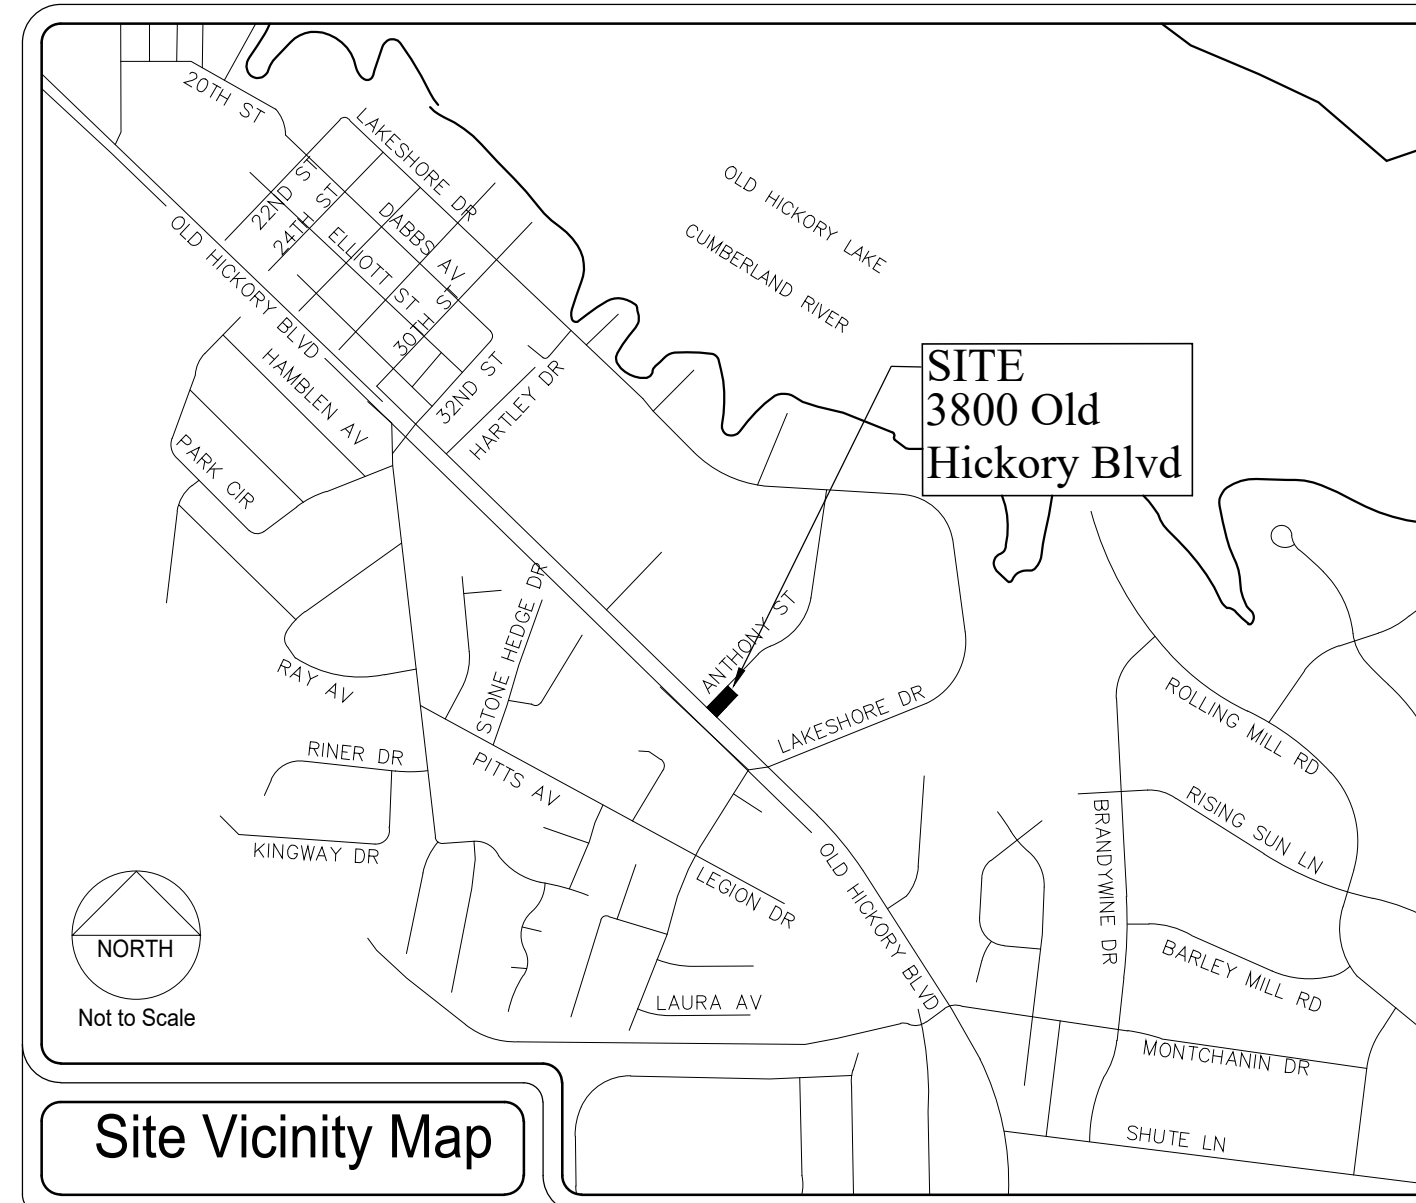 20TH ST
LAKESHORE DR
22ND ST
24TH ST
DABBS AV
ELLIOTT ST
30TH ST
OLD HICKORY BLVD
OLD HICKORY LAKE
CUMBERLAND RIVER
SITE
3800 Old
Hickory Blvd
HAMBLEN AV
32ND ST
HARTLEY DR
PARK CIR
STONE HEDGE DR
ANTHONY ST
RAY AV
LAKESHORE DR
ROLLING MILL RD
RINER DR
PITTS AV
RISING SUN LN
BRANDYWINE DR
KINGWAY DR
LEGION DR
OLD HICKORY BLVD
BARLEY MILL RD
NORTH
Not to Scale
LAURA AV
MONTCHANIN DR
SHUTE LN
Site Vicinity Map